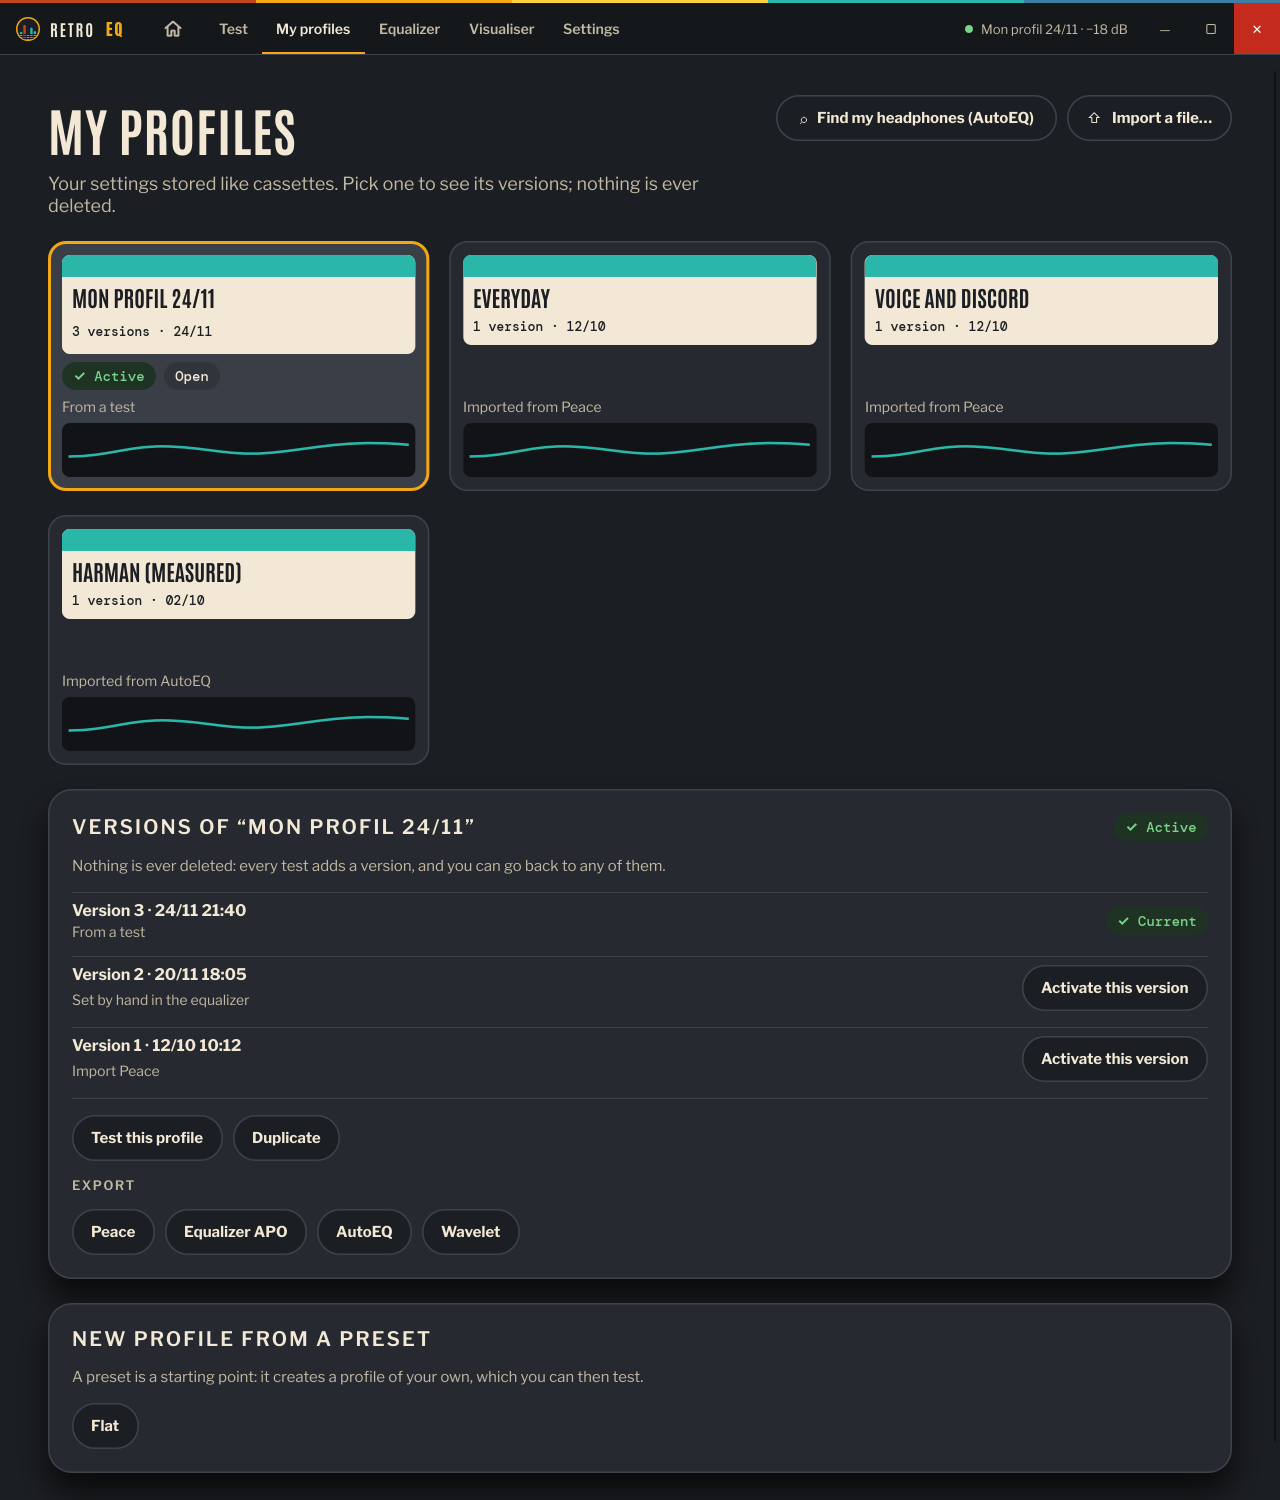 RETRO EQ
Test
My profiles
Equalizer
Visualiser
Settings
Mon profil 24/11 · −18 dB
MY PROFILES
Find my headphones (AutoEQ)
Import a file...
Your settings stored like cassettes. Pick one to see its versions; nothing is ever
deleted.
MON PROFIL 24/11
3 versions · 24/11
✓ Active
Open
From a test
EVERYDAY
1 version · 12/10
Imported from Peace
VOICE AND DISCORD
1 version · 12/10
Imported from Peace
HARMAN (MEASURED)
1 version · 02/10
Imported from AutoEQ
VERSIONS OF “MON PROFIL 24/11”
✓ Active
Nothing is ever deleted: every test adds a version, and you can go back to any of them.
Version 3 · 24/11 21:40
From a test
✓ Current
Version 2 · 20/11 18:05
Set by hand in the equalizer
Activate this version
Version 1 · 12/10 10:12
Import Peace
Activate this version
Test this profile
Duplicate
EXPORT
Peace
Equalizer APO
AutoEQ
Wavelet
NEW PROFILE FROM A PRESET
A preset is a starting point: it creates a profile of your own, which you can then test.
Flat